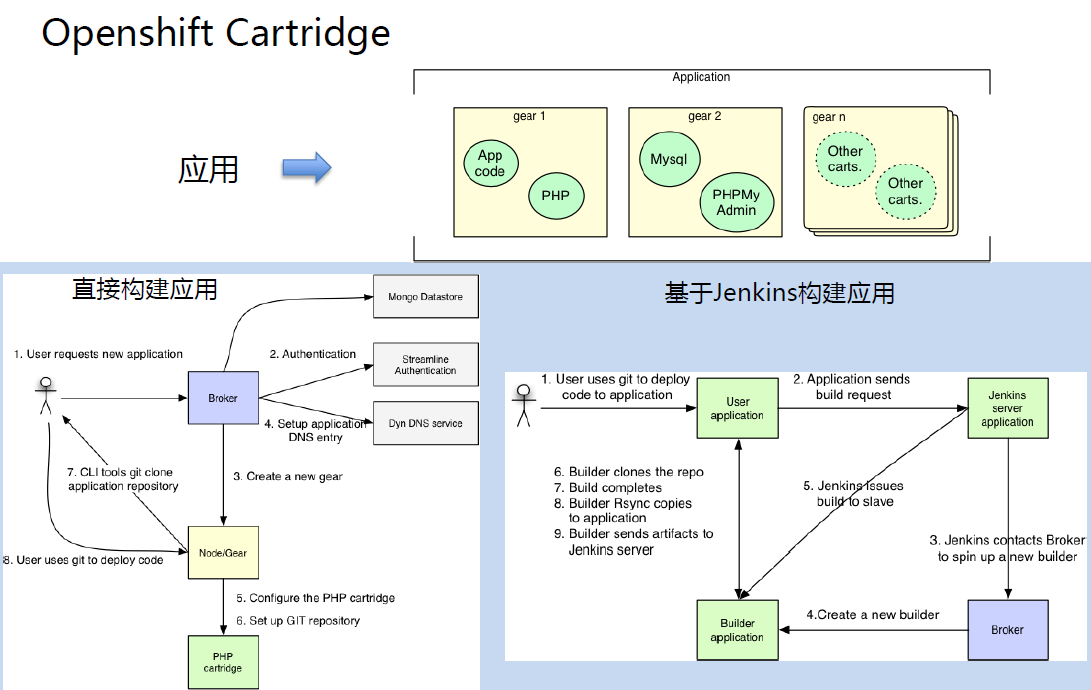 Openshift Cartridge
Application
应用
gear 1
App
code
PHP
gear 2
Mysql
PHPMy
Admin
gear n
Other
carts.
Other
carts.
直接构建应用
Mongo Datastore
1. User requests new application
2. Authentication
Streamline
Authentication
Broker
4. Setup application
DNS entry
Dyn DNS service
7. CLI tools git clone
application repository
3. Create a new gear
8. User uses git to deploy code
Node/Gear
5. Configure the PHP cartridge
6. Set up GIT repository
PHP
cartridge
基于Jenkins构建应用
1. User uses git to deploy
code to application
User
application
2. Application sends
build request
Jenkins
server
application
6. Builder clones the repo
7. Build completes
8. Builder Rsync copies
to application
9. Builder sends artifacts to
Jenkins server
5. Jenkins issues
build to slave
3. Jenkins contacts Broker
to spin up a new builder
Builder
application
4.Create a new builder
Broker